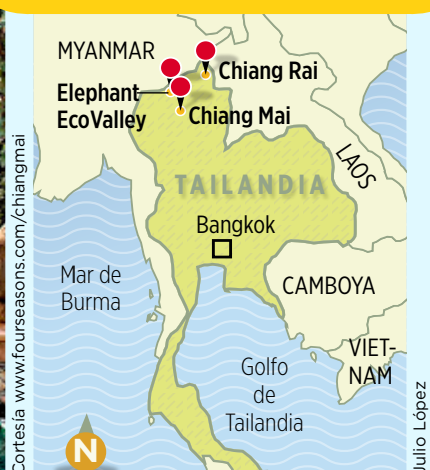 MYANMAR
Chiang Rai
Elephant
EcoValley
Chiang Mai
LAOS
TAILANDIA
Bangkok
Mar de
Burma
CAMBOYA
VIET-
NAM
Golfo
de
Tailandia
N
Cortesía www.fourseasons.com/chiangmai
Julio López